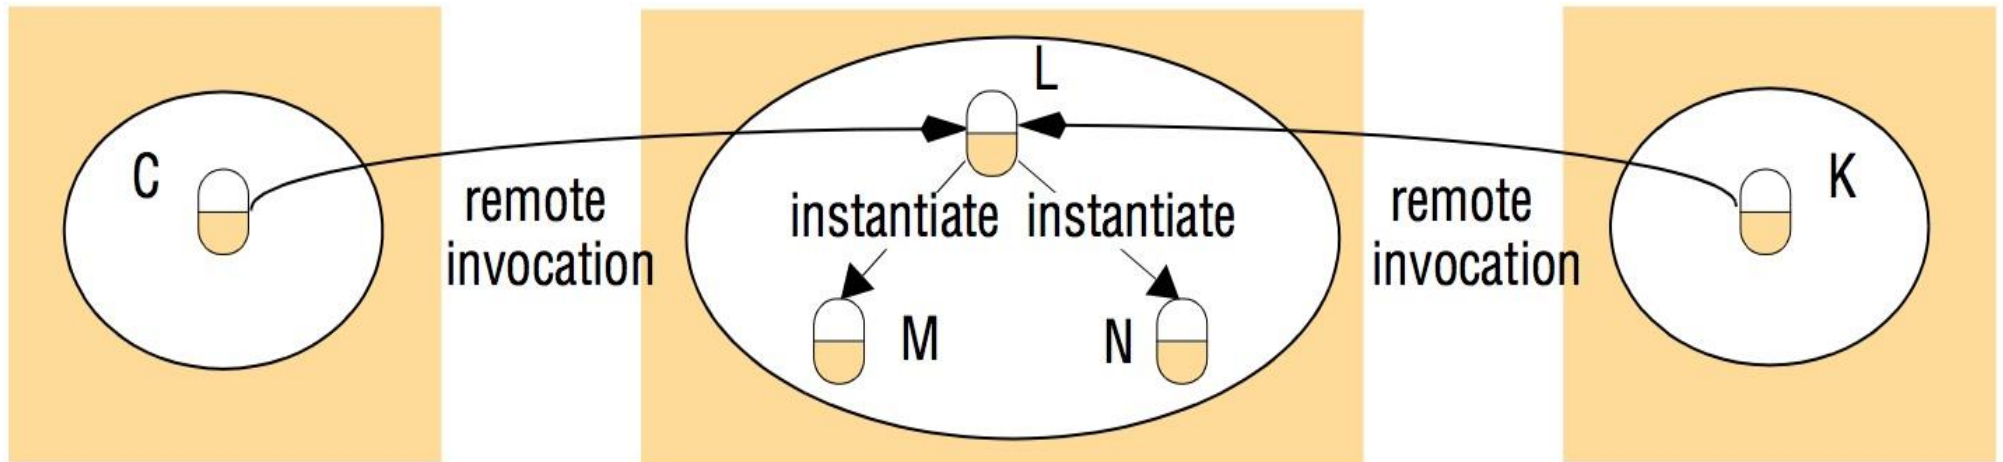 L
C
K
remote
invocation
instantiate instantiate
remote
invocation
M
N